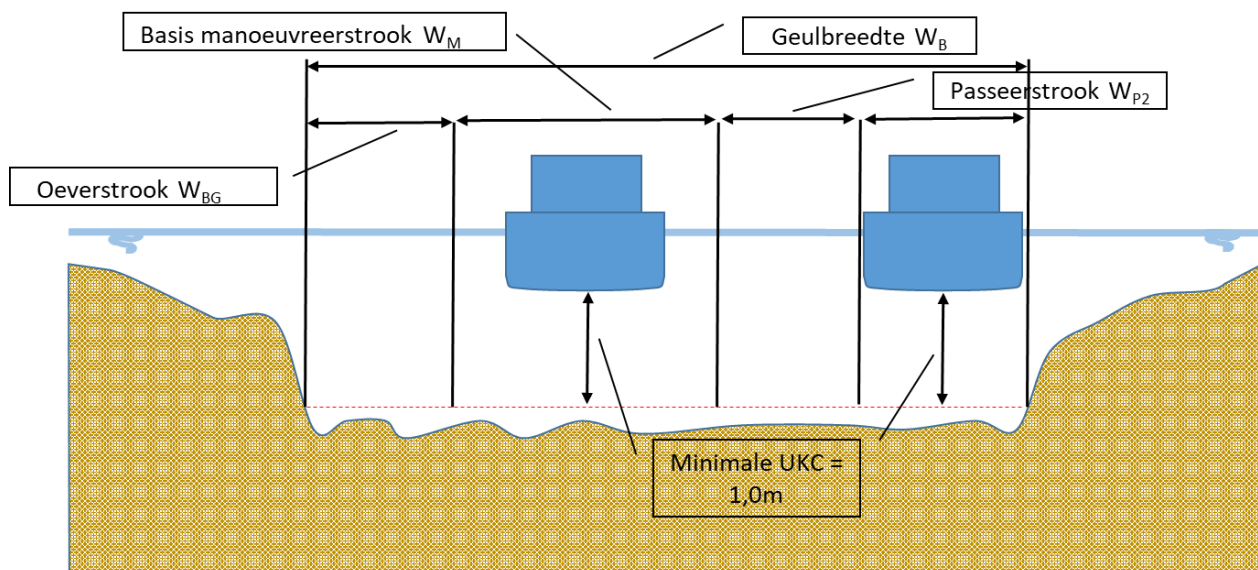 Basis manoeuvreerstrook W_M
Geulbreedte W_B
Passeerstrook W_P2
Oeverstrook W_BG
Minimale UKC =
1,0m